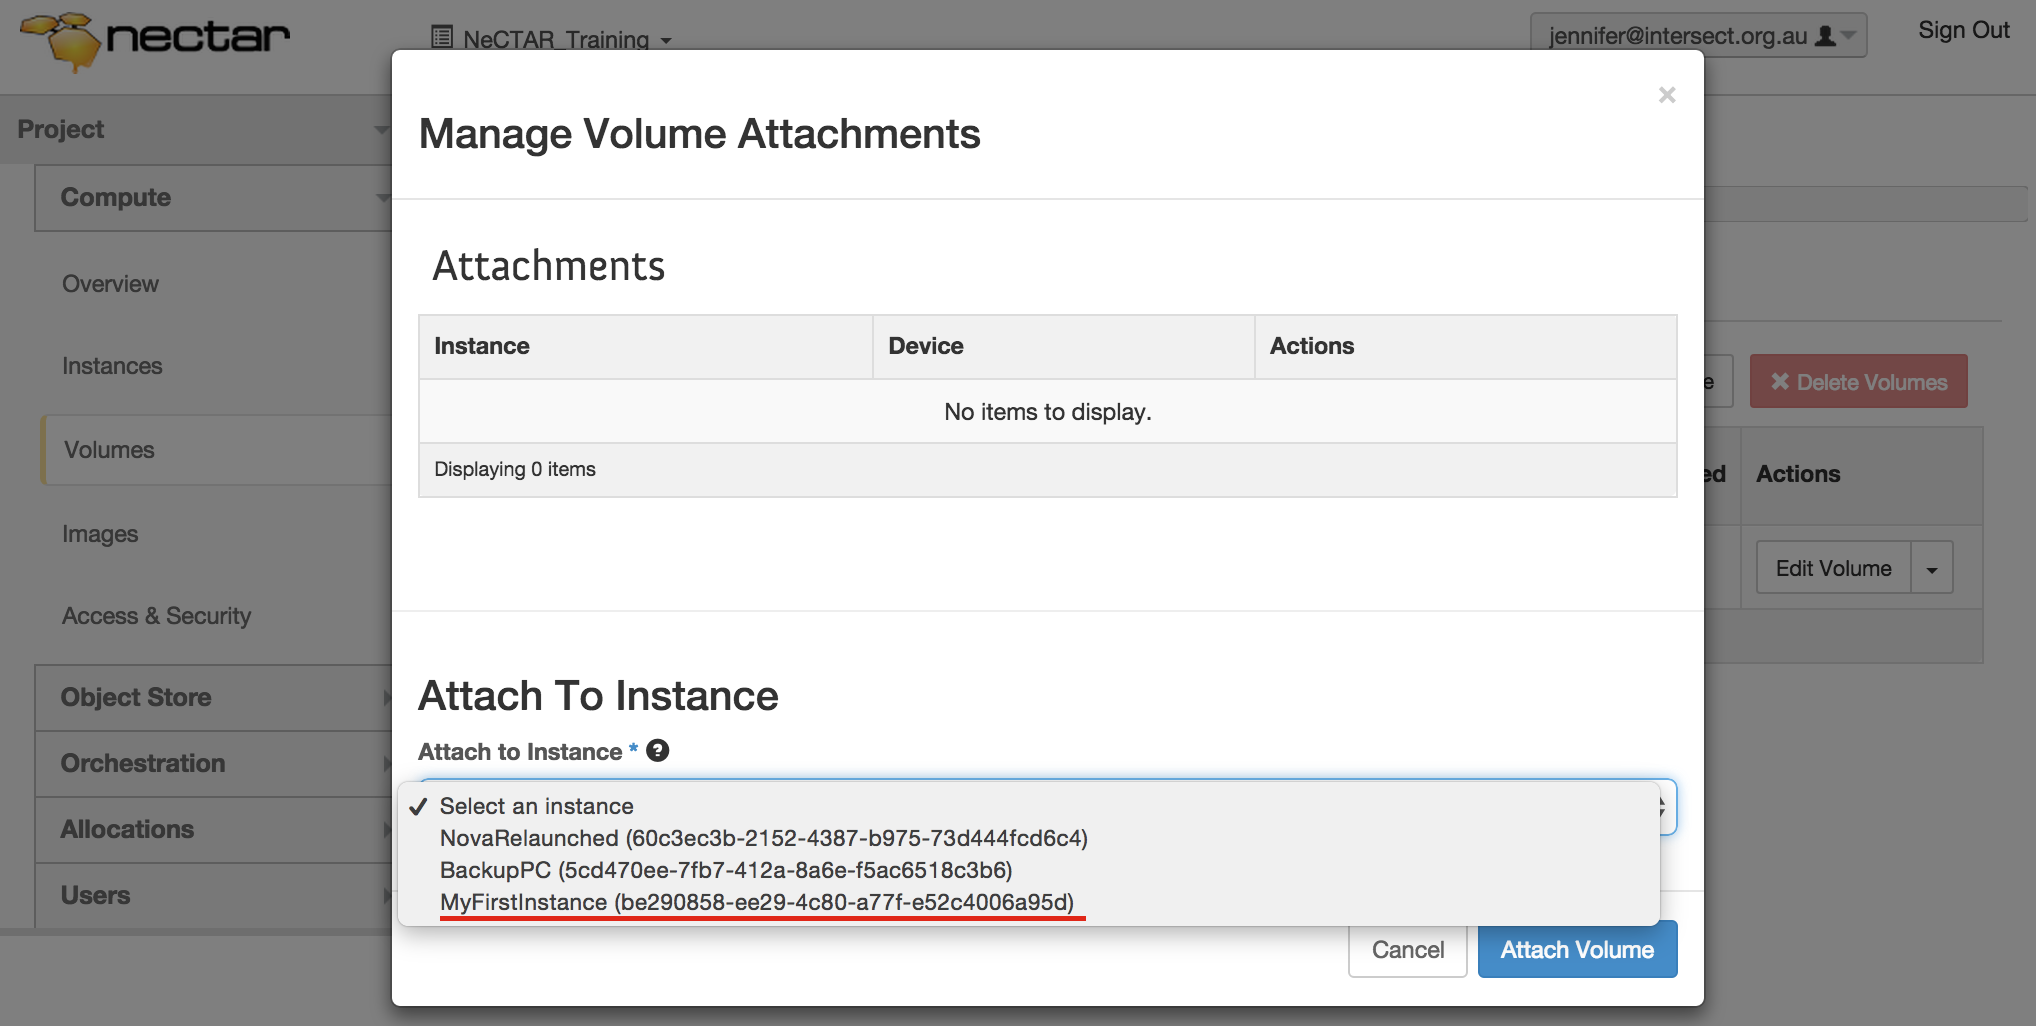 nectar
NeCTAR_Training
jennifer@intersect.org.au
Sign Out
Project
Compute
Overview
Instances
Volumes
Images
Access & Security
Object Store
Orchestration
Allocations
Users
×
Manage Volume Attachments
Attachments
Instance Device Actions
No items to display.
Displaying 0 items
Attach To Instance
Attach to Instance * ?
✓ Select an instance
NovaRelaunched (60c3ec3b-2152-4387-b975-73d444fcd6c4)
BackupPC (5cd470ee-7fb7-412a-8a6e-f5ac6518c3b6)
MyFirstInstance (be290858-ee29-4c80-a77f-e52c4006a95d)
Cancel Attach Volume
e
Delete Volumes
ed Actions
Edit Volume